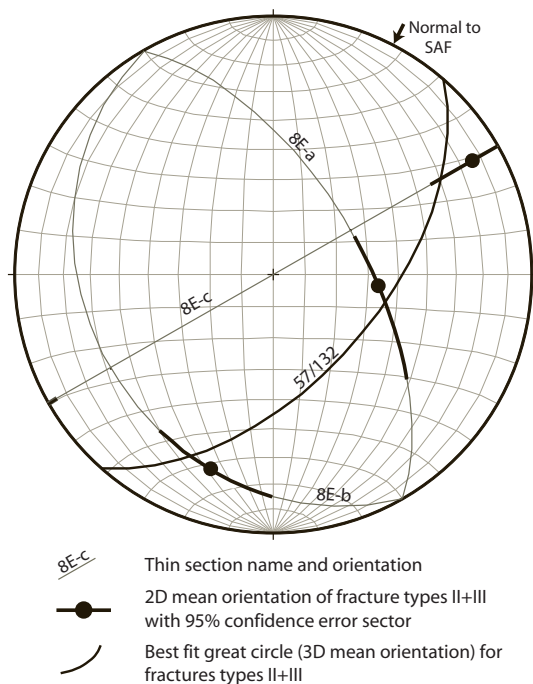 Normal to
SAF
8E-a
8E-c
57/132
8E-b
8E-c
Thin section name and orientation
2D mean orientation of fracture types II+III
with 95% confidence error sector
Best fit great circle (3D mean orientation) for
fractures types II+III